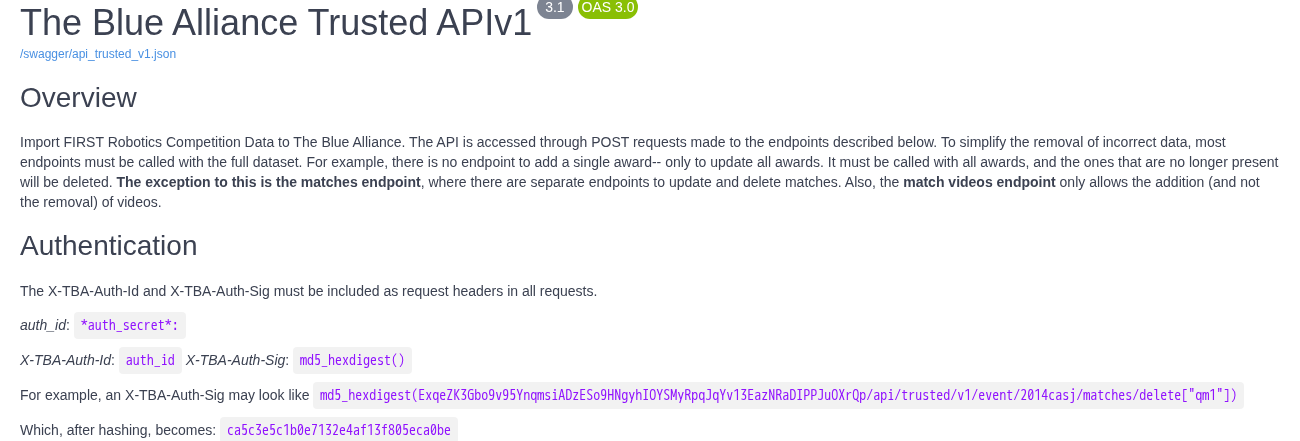 The Blue Alliance Trusted APIv1 3.1 OAS 3.0
/swagger/api_trusted_v1.json
Overview
Import FIRST Robotics Competition Data to The Blue Alliance. The API is accessed through POST requests made to the endpoints described below. To simplify the removal of incorrect data, most
endpoints must be called with the full dataset. For example, there is no endpoint to add a single award-- only to update all awards. It must be called with all awards, and the ones that are no longer present
will be deleted. The exception to this is the matches endpoint, where there are separate endpoints to update and delete matches. Also, the match videos endpoint only allows the addition (and not
the removal) of videos.
Authentication
The X-TBA-Auth-Id and X-TBA-Auth-Sig must be included as request headers in all requests.
auth_id: *auth_secret*:
X-TBA-Auth-Id: auth_id X-TBA-Auth-Sig: md5_hexdigest()
For example, an X-TBA-Auth-Sig may look like md5_hexdigest(ExqeZK3Gbo9v95YnqmsiADzESo9HNgyhIOYSMyRpqJqYv13EazNRaDIPPJuOXrQp/api/trusted/v1/event/2014casj/matches/delete["qm1"])
Which, after hashing, becomes: ca5c3e5c1b0e7132e4af13f805eca0be